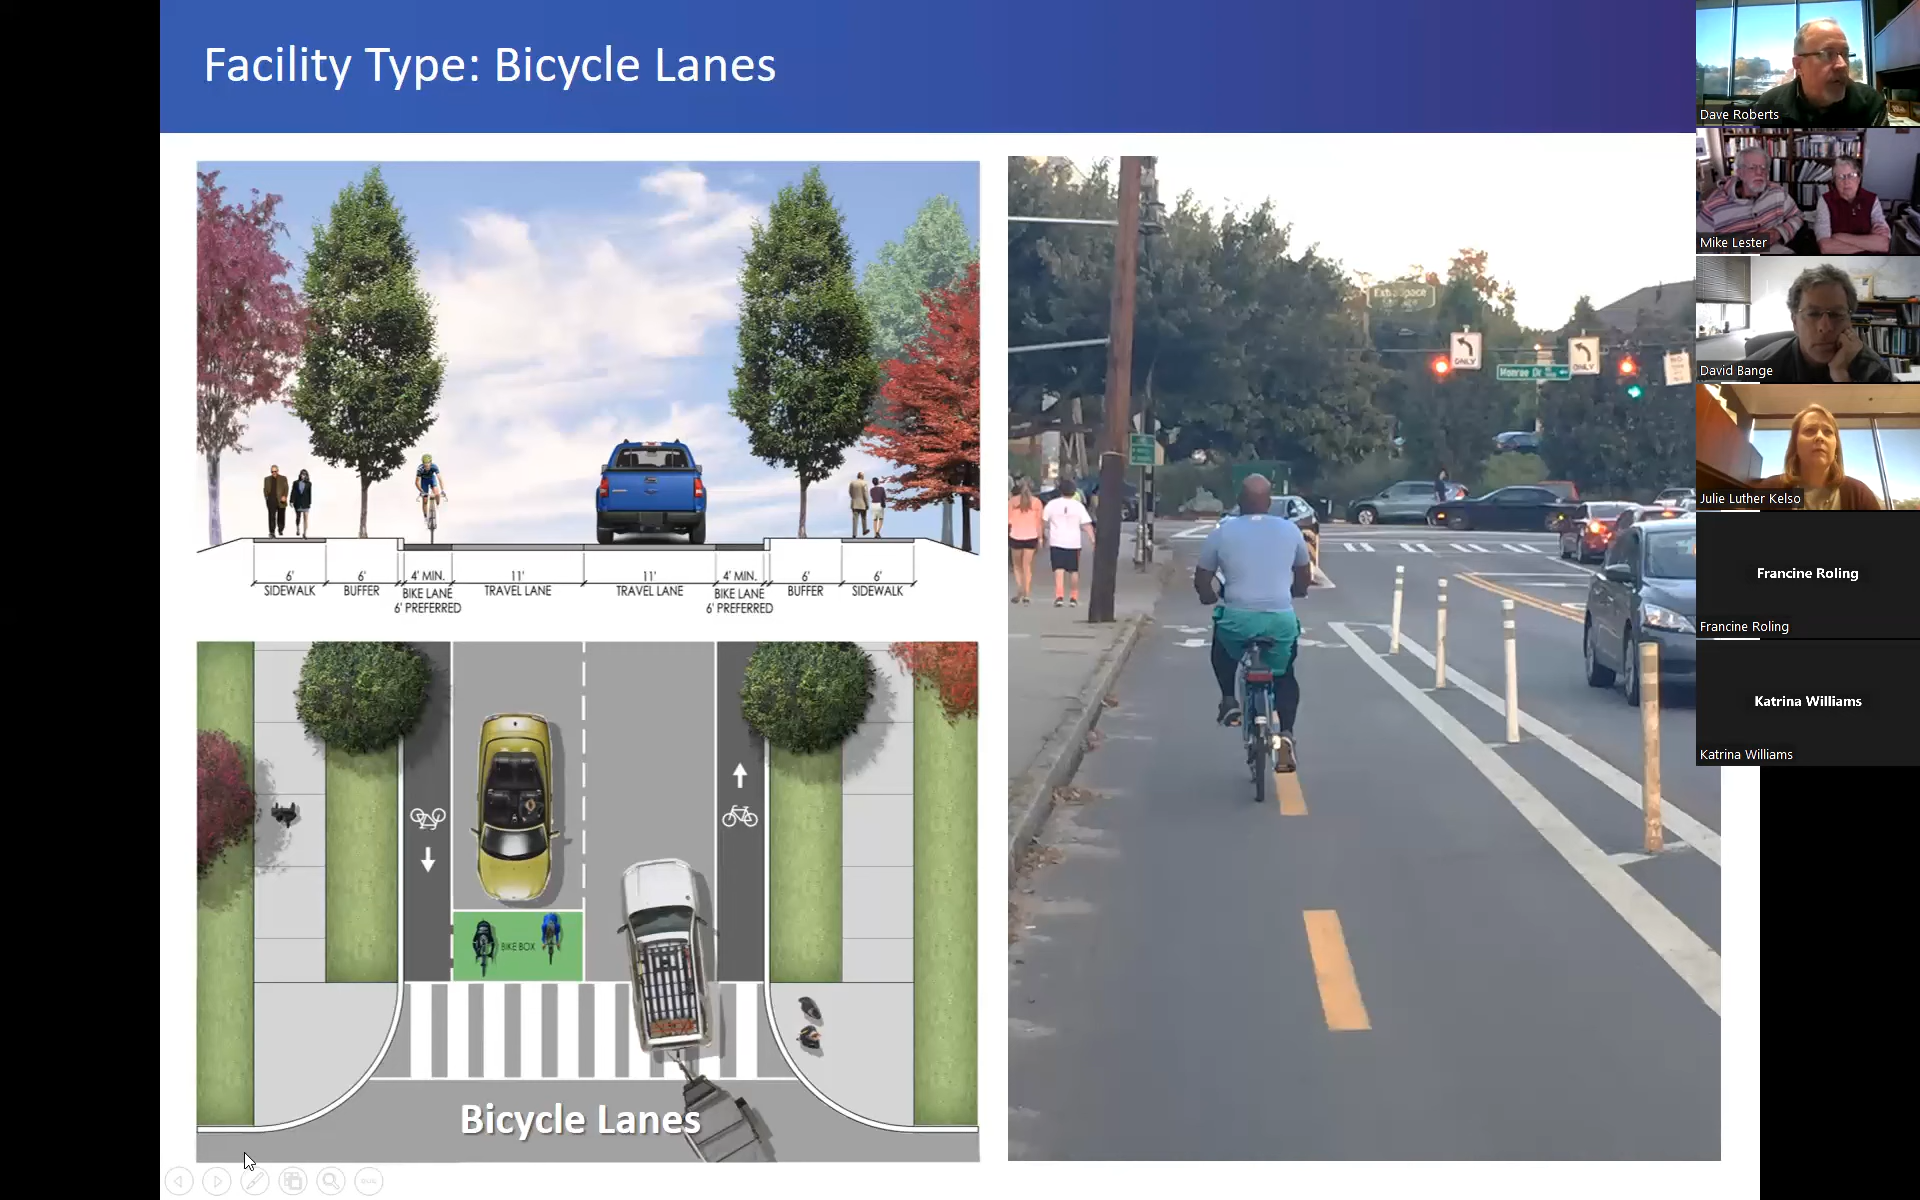 Facility Type: Bicycle Lanes
6'
SIDEWALK
6'
BUFFER
4' MIN.
BIKE LANE
6' PREFERRED
11'
TRAVEL LANE
11'
TRAVEL LANE
4' MIN.
BIKE LANE
6' PREFERRED
6'
BUFFER
6'
SIDEWALK
BIKE BOX
Bicycle Lanes
ExtraSpace
ONLY
Monroe Dr
ONLY
Dave Roberts
Mike Lester
David Bange
Julie Luther Kelso
Francine Roling
Francine Roling
Katrina Williams
Katrina Williams